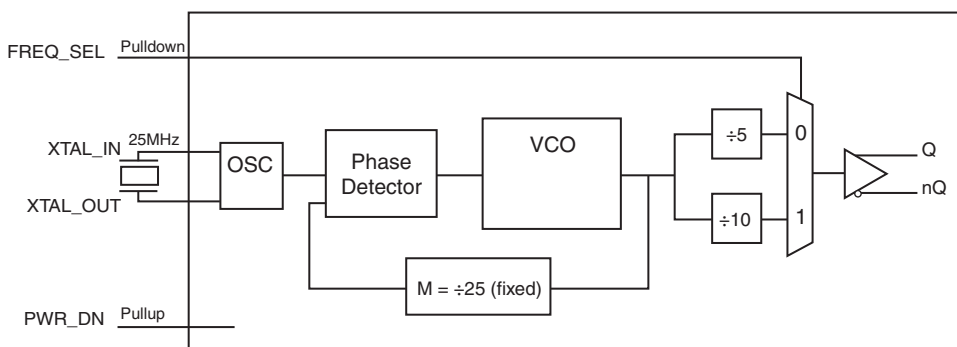 FREQ_SEL Pulldown
XTAL_IN 25MHz
XTAL_OUT
OSC
Phase
Detector
VCO
÷5
÷10
0
1
Q
nQ
M = ÷25 (fixed)
PWR_DN Pullup